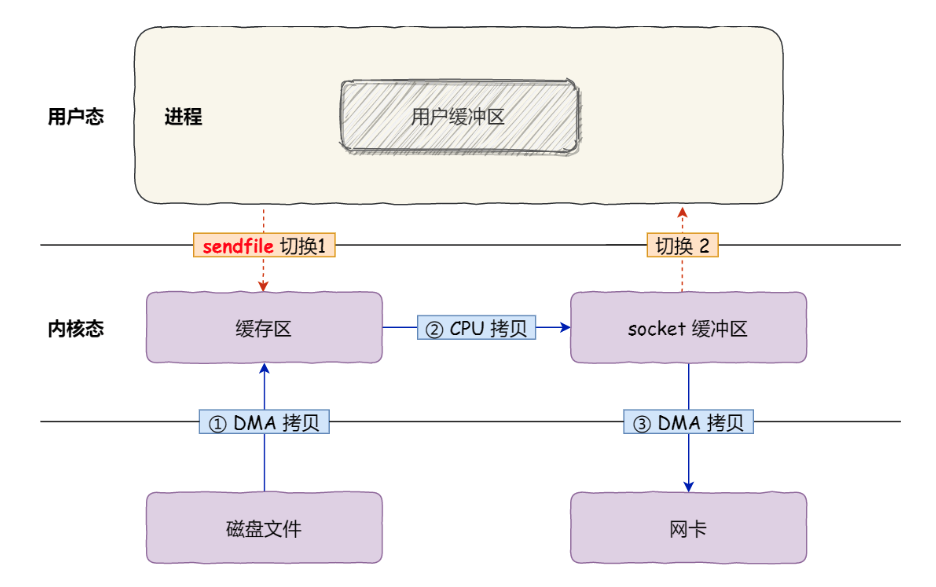 用户态
进程
用户缓冲区
sendfile 切换1
切换 2
内核态
缓存区
② CPU 拷贝
socket 缓冲区
① DMA 拷贝
③ DMA 拷贝
磁盘文件
网卡